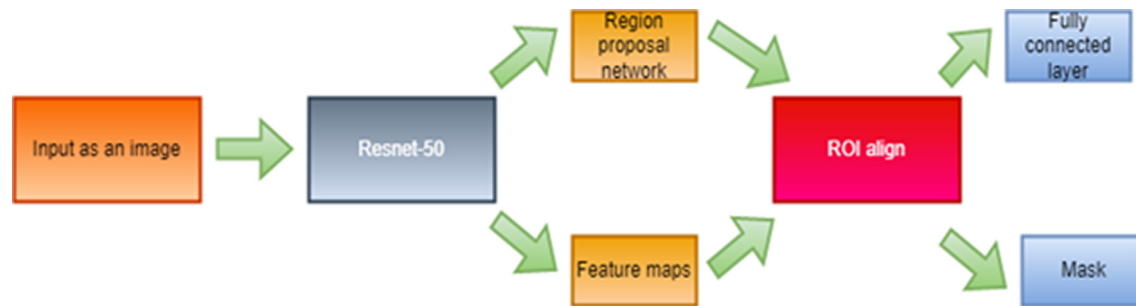 Input as an image
Resnet-50
Region
proposal
network
Feature maps
ROI align
Fully
connected
layer
Mask